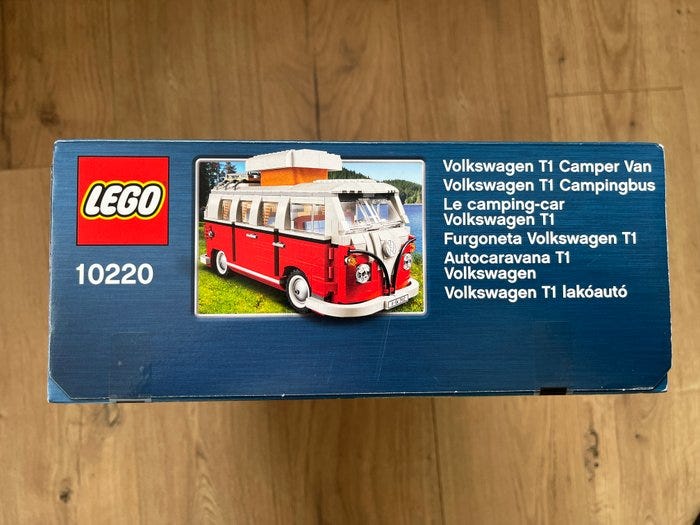 LEGO
10220
Volkswagen T1 Camper Van
Volkswagen T1 Campingbus
Le camping-car
Volkswagen T1
Furgoneta Volkswagen T1
Autocaravana T1
Volkswagen
Volkswagen T1 lakóautó